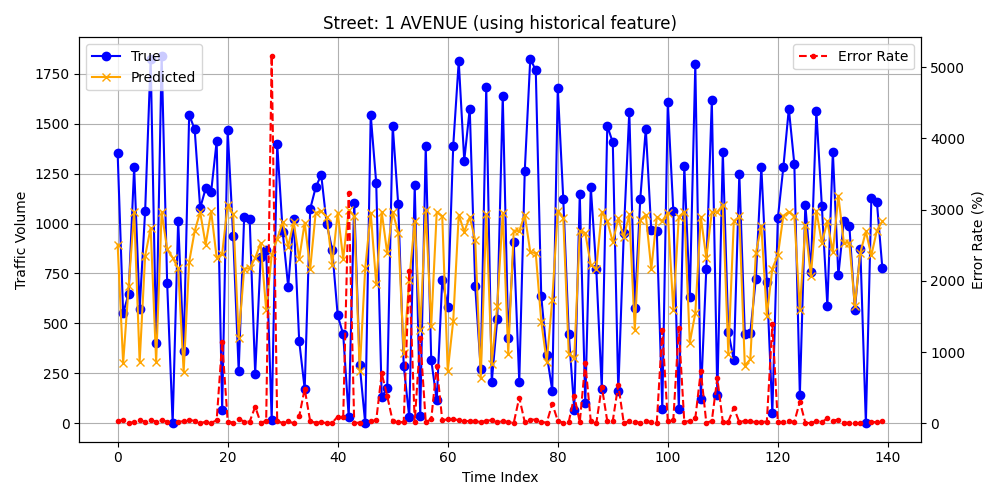 Street: 1 AVENUE (using historical feature)
True
Predicted
Error Rate
Traffic Volume
1750
1500
1250
1000
750
500
250
0
5000
4000
3000
2000
1000
0
Error Rate (%)
0 20 40 60 80 100 120 140
Time Index